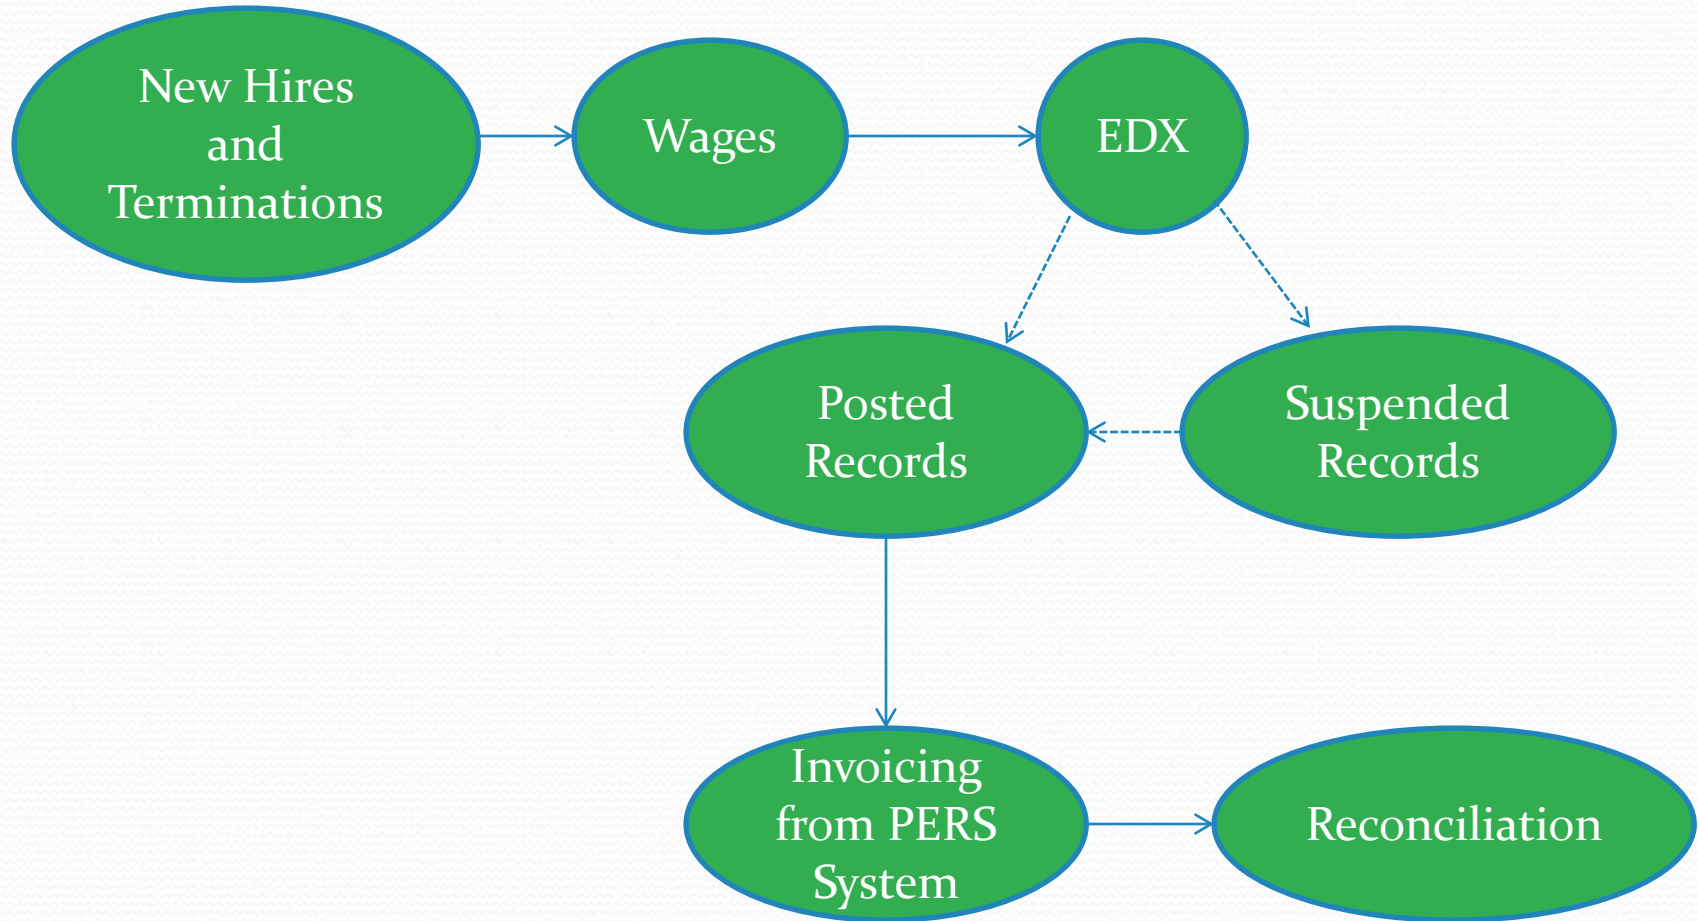 New Hires
and
Terminations
Wages
EDX
Posted
Records
Suspended
Records
Invoicing
from PERS
System
Reconciliation